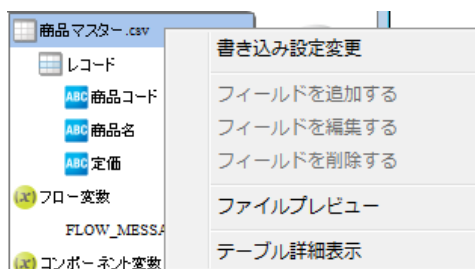 商品マスター.csv
レコード
ABC 商品コード
ABC 商品名
ABC 定価
(x) フロー変数
FLOW_MESSA
(x) コンポーネント変数
書き込み設定変更
フィールドを追加する
フィールドを編集する
フィールドを削除する
ファイルプレビュー
テーブル詳細表示